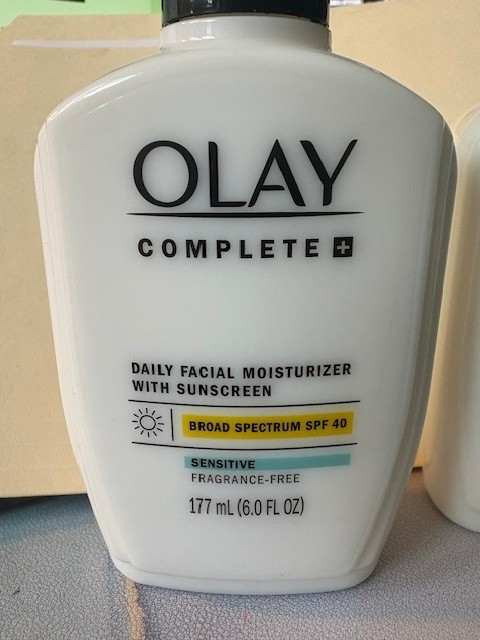 OLAY
COMPLETE +
DAILY FACIAL MOISTURIZER
WITH SUNSCREEN
BROAD SPECTRUM SPF 40
SENSITIVE
FRAGRANCE-FREE
177 mL (6.0 FL OZ)